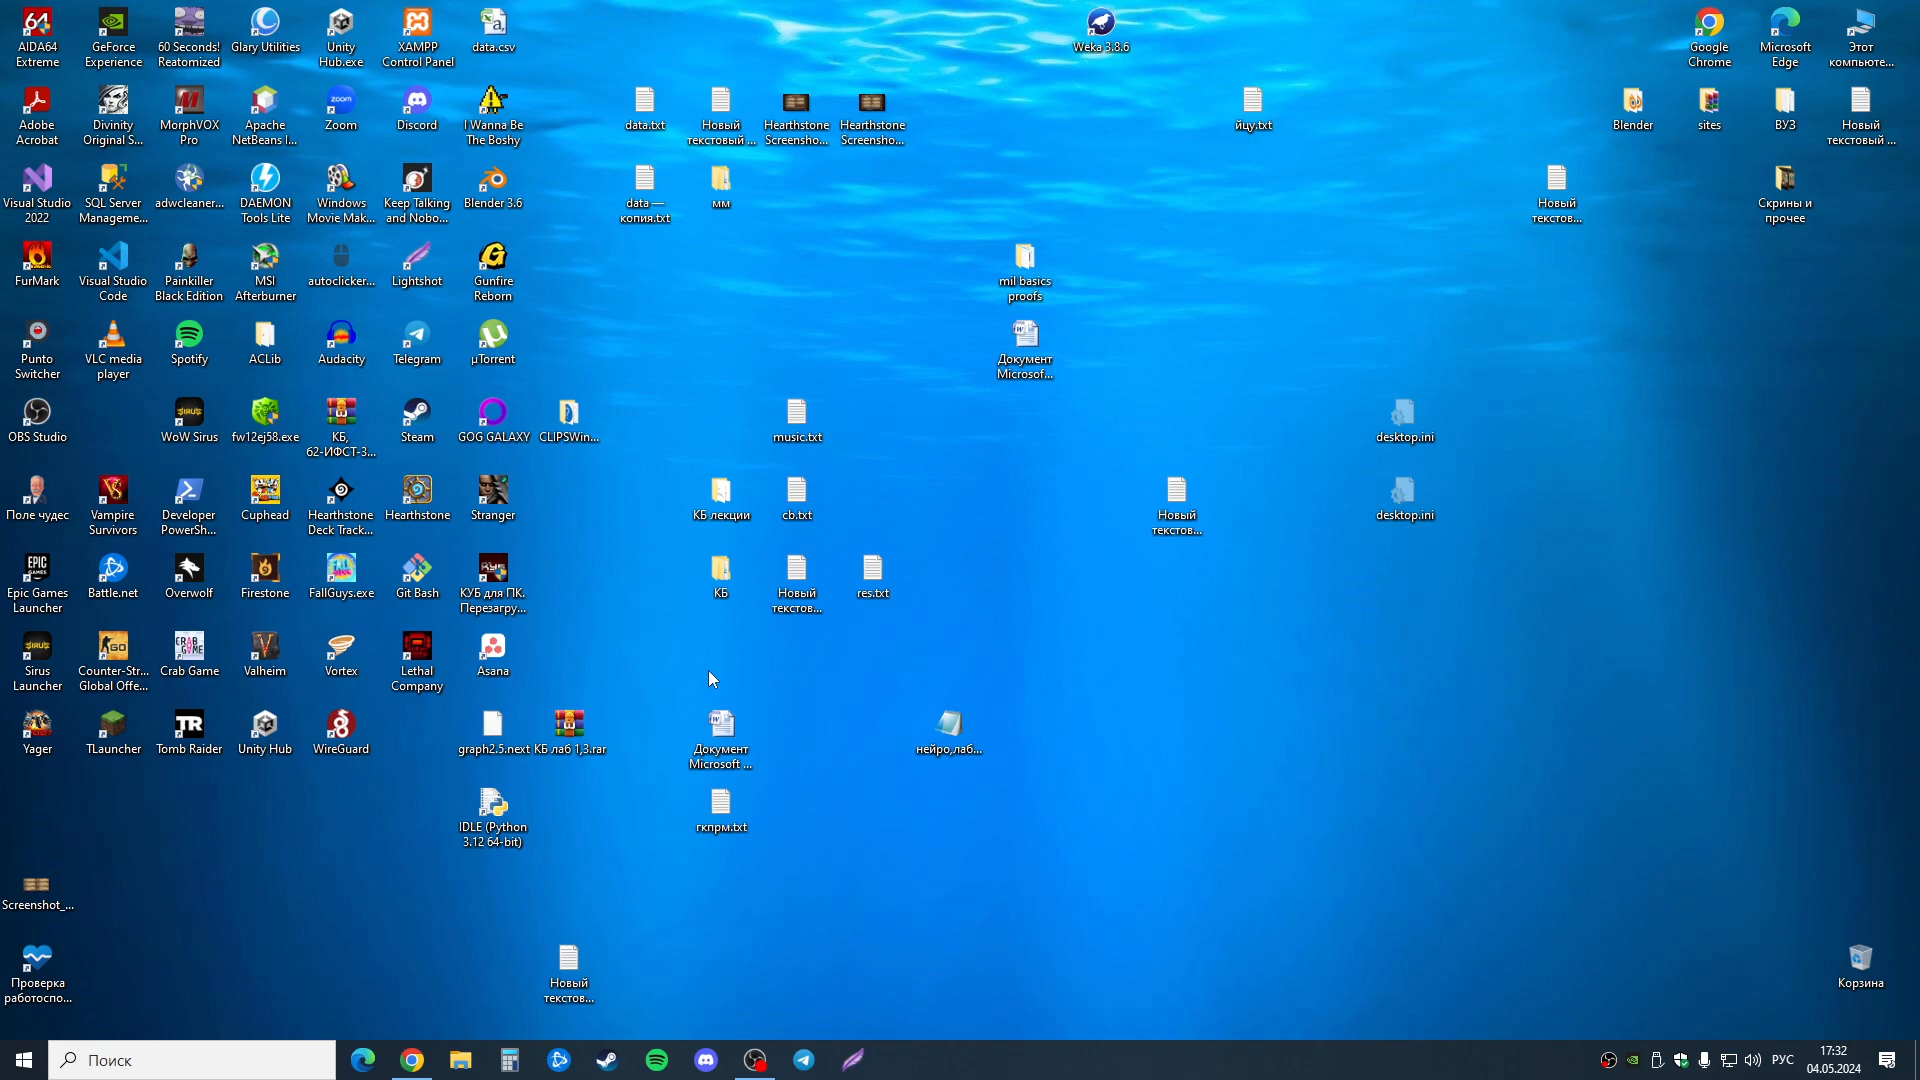 AIDA64
Extreme
GeForce
Experience
60 Seconds!
Reatomized
Glary Utilities
Unity
Hub.exe
XAMPP
Control Panel
data.csv
Weka 3.8.6
Google
Chrome
Microsoft
Edge
Этот
компьюте...
Adobe
Acrobat
Divinity
Original S...
MorphVOX
Pro
Apache
NetBeans I...
Zoom
Discord
I Wanna Be
The Boshy
data.txt
Новый
текстовый ...
Hearthstone
Screensho...
Hearthstone
Screensho...
йцу.txt
Blender
sites
ВУЗ
Новый
текстовый ...
Visual Studio
2022
SQL Server
Manageme...
adwcleaner...
DAEMON
Tools Lite
Windows
Movie Mak...
Keep Talking
and Nobo...
Blender 3.6
data —
копия.txt
мм
Новый
текстов...
Скрины и
прочее
FurMark
Visual Studio
Code
Painkiller
Black Edition
MSI
Afterburner
autoclicker...
Lightshot
Gunfire
Reborn
mil basics
proofs
Punto
Switcher
VLC media
player
Spotify
ACLib
Audacity
Telegram
µTorrent
Документ
Microsof...
OBS Studio
WoW Sirus
fw12ej58.exe
КБ,
62-ИФСТ-3...
Steam
GOG GALAXY
CLIPSWin...
music.txt
desktop.ini
Поле чудес
Vampire
Survivors
Developer
PowerSh...
Cuphead
Hearthstone
Deck Track...
Hearthstone
Stranger
КБ лекции
cb.txt
Новый
текстов...
desktop.ini
Epic Games
Launcher
Battle.net
Overwolf
Firestone
FallGuys.exe
Git Bash
КУБ для ПК.
Перезагру...
КБ
Новый
текстов...
res.txt
Sirus
Launcher
Counter-Str...
Global Offe...
Crab Game
Valheim
Vortex
Lethal
Company
Asana
Yager
TLauncher
Tomb Raider
Unity Hub
WireGuard
graph2.5.next
КБ лаб 1,3.rar
Документ
Microsoft ...
нейро,лаб...
IDLE (Python
3.12 64-bit)
гкпрм.txt
Screenshot_...
Проверка
работоспо...
Новый
текстов...
Корзина
Поиск
РУС
17:32
04.05.2024